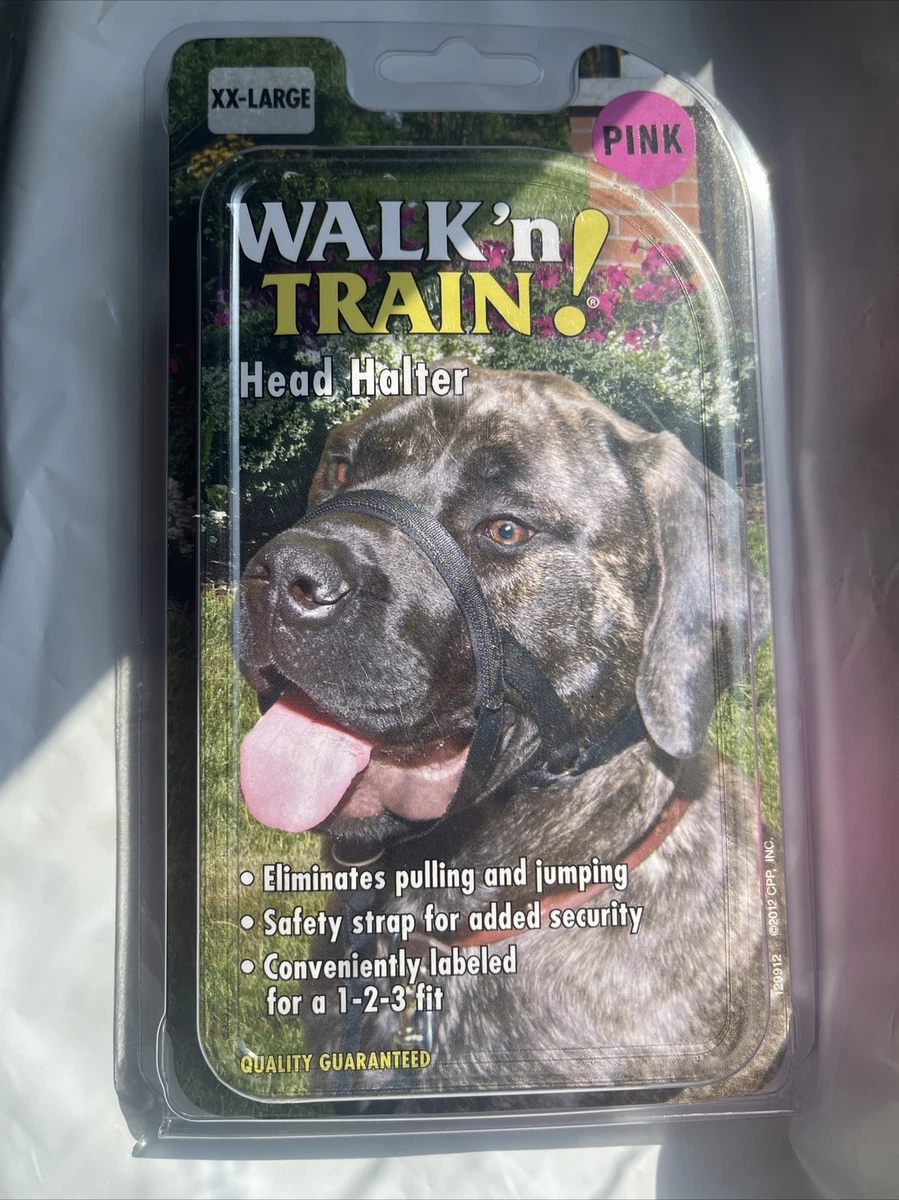 XX-LARGE
PINK
WALK'n
TRAIN!®
Head Halter
• Eliminates pulling and jumping
• Safety strap for added security
• Conveniently labeled
for a 1-2-3 fit
QUALITY GUARANTEED
129912 ©2012 CPP, INC.